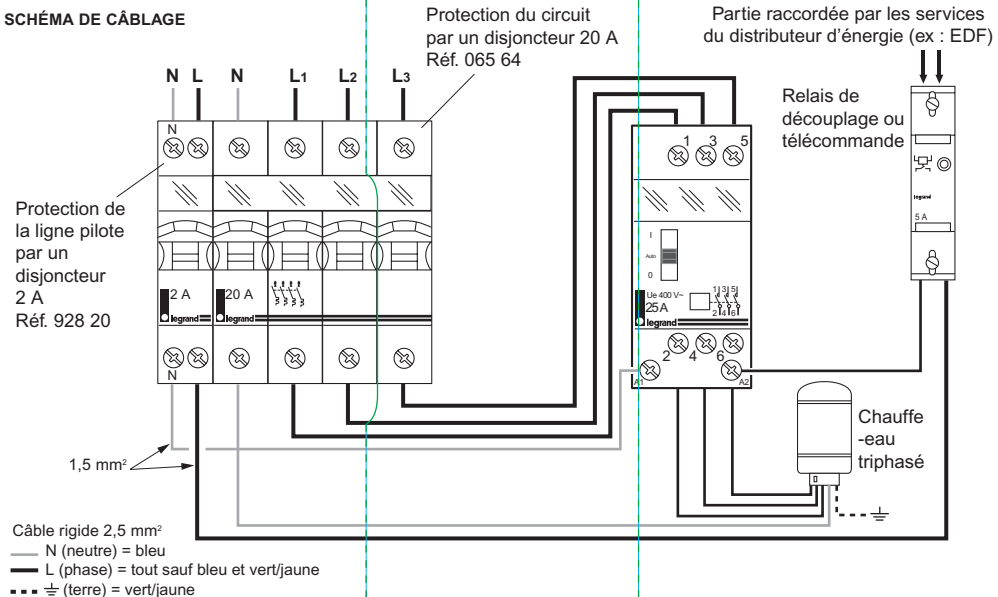 SCHÉMA DE CÂBLAGE
Protection du circuit
par un disjoncteur 20 A
Réf. 065 64
Partie raccordée par les services
du distributeur d'énergie (ex : EDF)
N L N L1 L2 L3
Relais de
découplage ou
télécommande
N
1 3 5
legrand
5 A
Protection de
la ligne pilote
par un
disjoncteur
2 A
Réf. 928 20
I
Auto
0
2 A
legrand
20 A
legrand
Ue 400 V~
25 A
legrand
1 3 5
2 4 6
2 4 6
A1 A2
N
Chauffe
-eau
triphasé
1,5 mm²
Câble rigide 2,5 mm²
N (neutre) = bleu
L (phase) = tout sauf bleu et vert/jaune
(terre) = vert/jaune